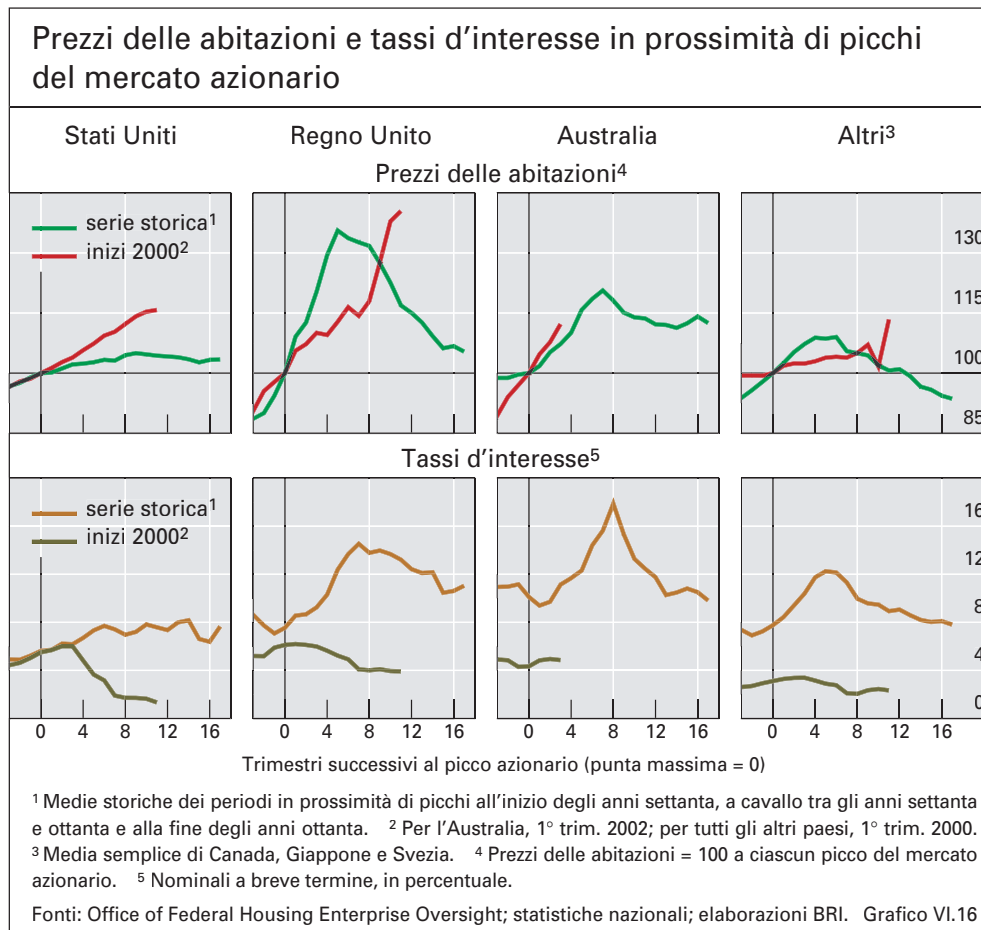 Prezzi delle abitazioni e tassi d'interesse in prossimità di picchi
del mercato azionario
Stati Uniti Regno Unito Australia Altri³
Prezzi delle abitazioni⁴
serie storica¹
inizi 2000²
130
115
100
85
Tassi d'interesse⁵
serie storica¹
inizi 2000²
16
12
8
4
0
0 4 8 12 16 0 4 8 12 16 0 4 8 12 16 0 4 8 12 16
Trimestri successivi al picco azionario (punta massima = 0)
¹ Medie storiche dei periodi in prossimità di picchi all'inizio degli anni settanta, a cavallo tra gli anni settanta
e ottanta e alla fine degli anni ottanta. ² Per l'Australia, 1° trim. 2002; per tutti gli altri paesi, 1° trim. 2000.
³ Media semplice di Canada, Giappone e Svezia. ⁴ Prezzi delle abitazioni = 100 a ciascun picco del mercato
azionario. ⁵ Nominali a breve termine, in percentuale.
Fonti: Office of Federal Housing Enterprise Oversight; statistiche nazionali; elaborazioni BRI. Grafico VI.16